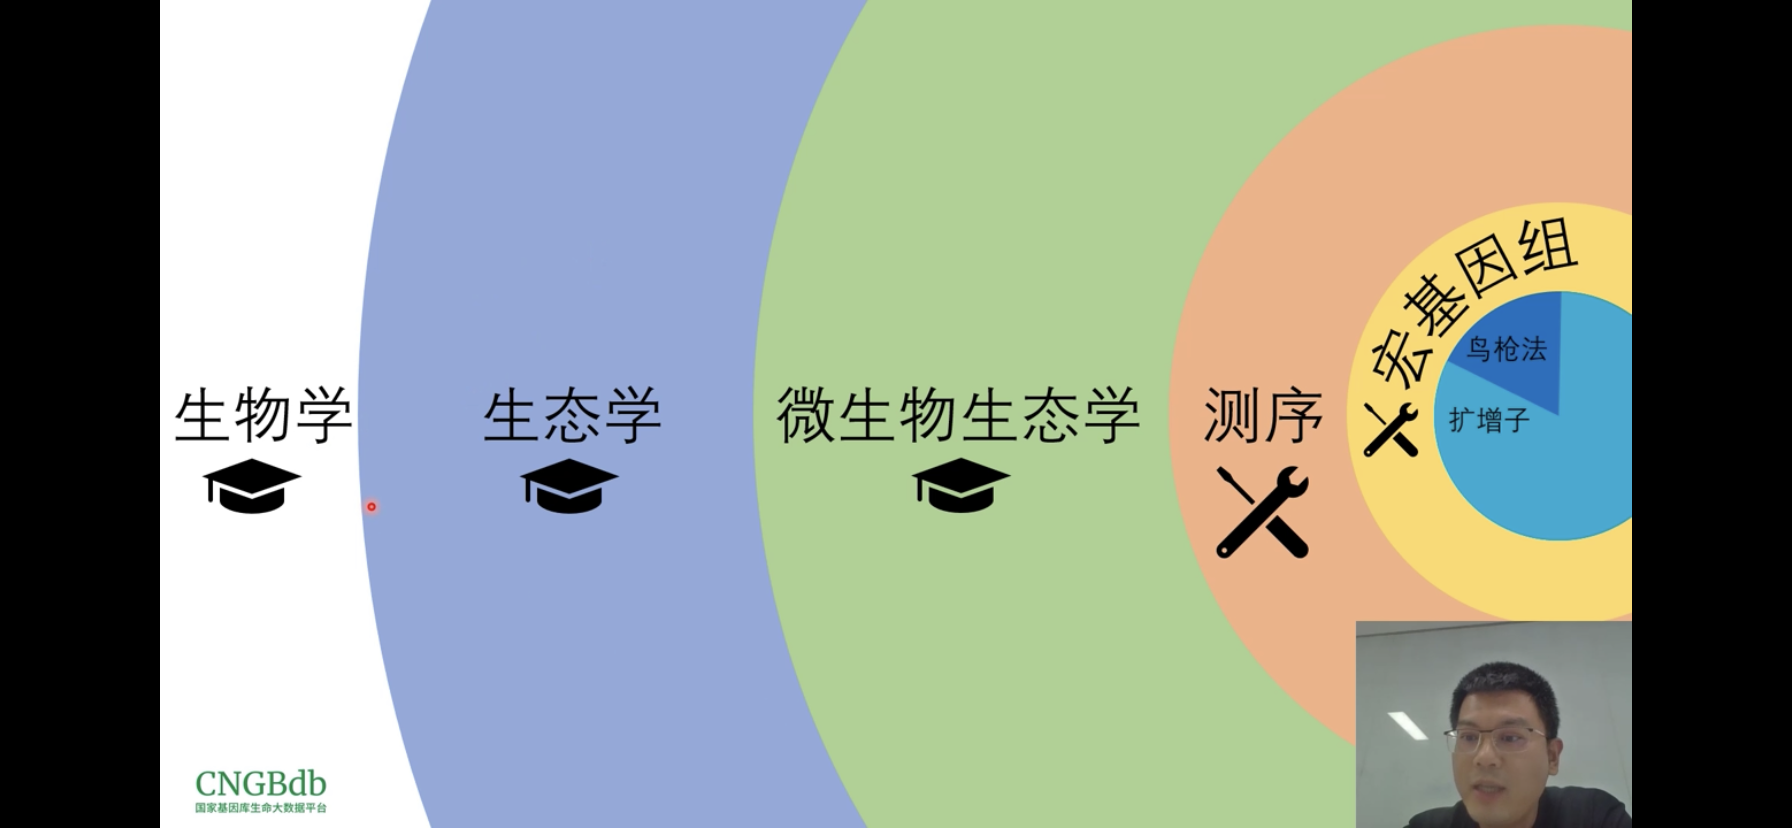 生物学
生态学
微生物生态学
测序
宏基因组
鸟枪法
扩增子
CNGBdb
国家基因库生命大数据平台